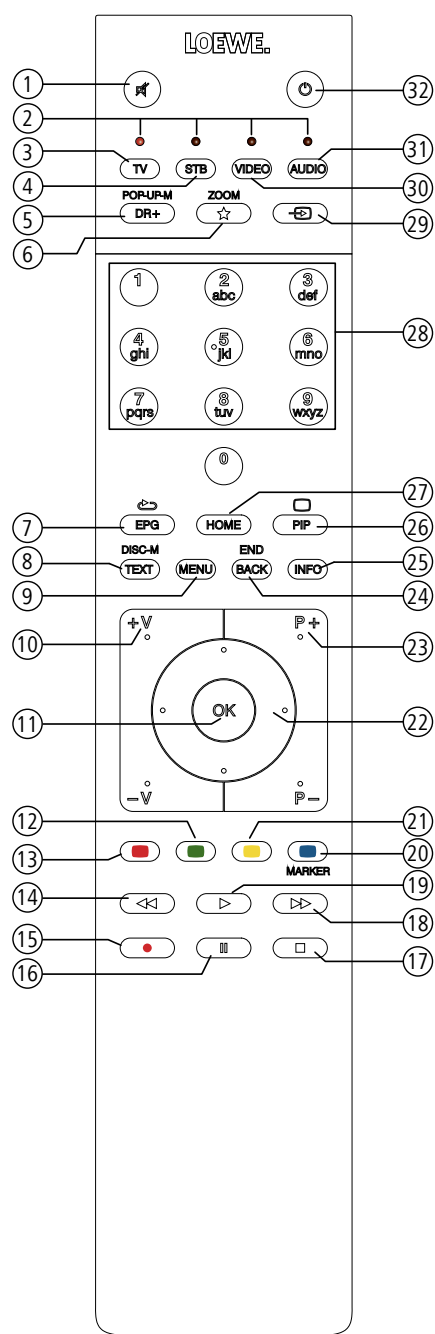 LOEWE.
1 32
2
3 TV STB VIDEO AUDIO 31
4 30
POP-UP-M ZOOM
5 DR+ 29
6
1 2 3
abc def
28
4 5 6
ghi jkl mno
7 8 9
pqrs tuv wxyz
0
27
7 EPG HOME PIP 26
DISC-M END
8 TEXT MENU BACK INFO 25
9 24
10 +V P+ 23
11 OK 22
−V P−
12 21
13 20
MARKER
14 19
18
15
16 17